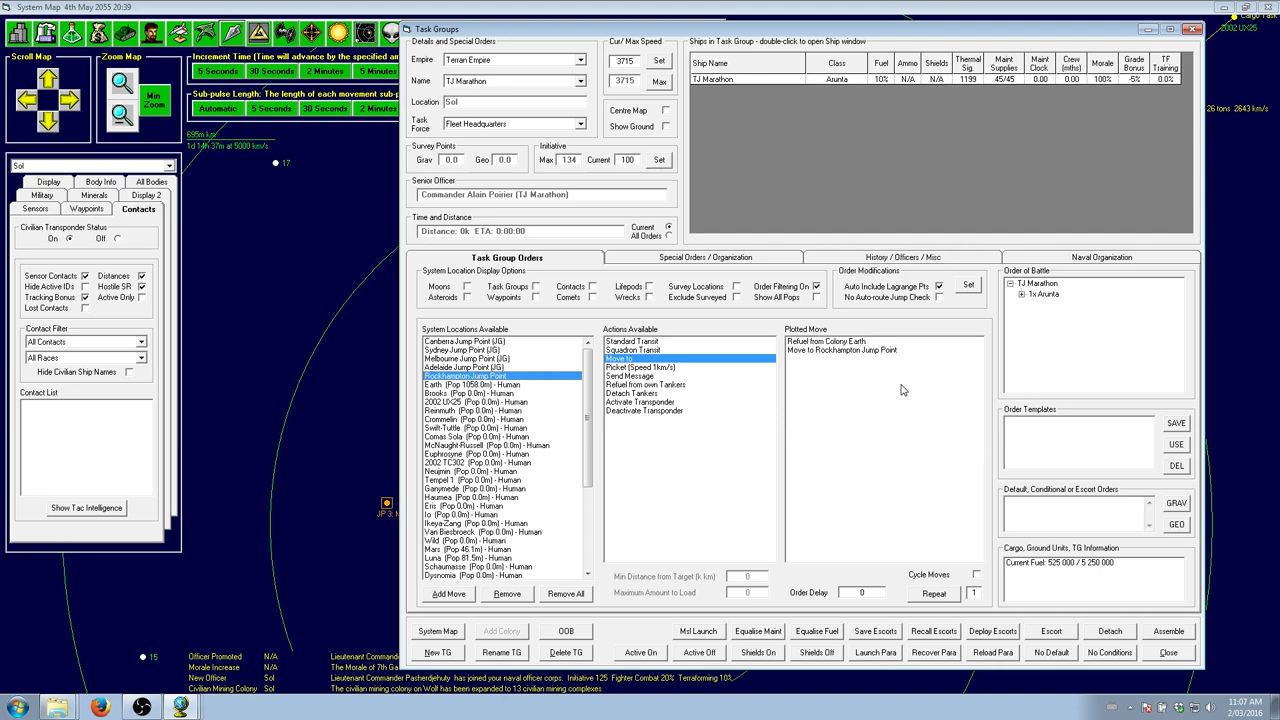 System Map 4th May 2055 20:39
Scroll Map
Zoom Map
Min
Zoom
Increment Time (Time will advance by the specified am
5 Seconds
30 Seconds
2 Minutes
5 Minutes
Sub-pulse Length: The length of each movement sub-p
Automatic
5 Seconds
30 Seconds
2 Minutes
695m km
1d 14h 37m at 5000 km/s
17
Cargo Task
2002 UX25
26 tons 2643 km/s
JP 3: M
15
Sol
Display
Body Info
All Bodies
Military
Minerals
Display 2
Sensors
Waypoints
Contacts
Civilian Transponder Status
On
Off
Sensor Contacts
Distances
Hide Active IDs
Hostile SR
Tracking Bonus
Active Only
Lost Contacts
Contact Filter
All Contacts
All Races
Hide Civilian Ship Names
Contact List
Show Tac Intelligence
Task Groups
Details and Special Orders
Empire
Terran Empire
Name
TJ Marathon
Location
Sol
Task
Force
Fleet Headquarters
Cur/ Max Speed
3715
Set
3715
Max
Centre Map
Show Ground
Survey Points
Grav
0.0
Geo
0.0
Initiative
Max
134
Current
100
Set
Senior Officer
Commander Alain Poirier (TJ Marathon)
Time and Distance
Distance: 0k ETA: 0:00:00
Current
All Orders
Ships in Task Group - double-click to open Ship window
Ship Name
Class
Fuel
Ammo
Shields
Thermal
Sig.
Maint
Supplies
Maint
Clock
Crew
(mths)
Morale
Grade
Bonus
TF
Training
TJ Marathon
Arunta
10%
N/A
N/A
1199
45/45
0.00
0.00
100%
-5%
0.0%
Task Group Orders
Special Orders / Organization
History / Officers / Misc
Naval Organization
System Location Display Options
Moons
Task Groups
Contacts
Lifepods
Survey Locations
Order Filtering On
Asteroids
Waypoints
Comets
Wrecks
Exclude Surveyed
Show All Pops
Order Modifications
Auto Include Lagrange Pts
No Auto-route Jump Check
Set
Order of Battle
TJ Marathon
1x Arunta
System Locations Available
Canberra Jump Point (JG)
Sydney Jump Point (JG)
Melbourne Jump Point (JG)
Adelaide Jump Point (JG)
Rockhampton Jump Point
Earth (Pop 1058.0m) - Human
Brooks (Pop 0.0m) - Human
2002 UX25 (Pop 0.0m) - Human
Reinmuth (Pop 0.0m) - Human
Crommelin (Pop 0.0m) - Human
Swift-Tuttle (Pop 0.0m) - Human
Comas Sola (Pop 0.0m) - Human
McNaught-Russell (Pop 0.0m) - Human
Euphrosyne (Pop 0.0m) - Human
2002 TC302 (Pop 0.0m) - Human
Neujmin (Pop 0.0m) - Human
Tempel 1 (Pop 0.0m) - Human
Ganymede (Pop 0.0m) - Human
Haumea (Pop 0.0m) - Human
Eris (Pop 0.0m) - Human
Io (Pop 0.0m) - Human
Ikeya-Zang (Pop 0.0m) - Human
Van Biesbroeck (Pop 0.0m) - Human
Wild (Pop 0.0m) - Human
Mars (Pop 46.1m) - Human
Luna (Pop 81.5m) - Human
Schaumasse (Pop 0.0m) - Human
Dysnomia (Pop 0.0m) - Human
Actions Available
Standard Transit
Squadron Transit
Move to
Picket (Speed 1km/s)
Send Message
Refuel from own Tankers
Detach Tankers
Activate Transponder
Deactivate Transponder
Plotted Move
Refuel from Colony Earth
Move to Rockhampton Jump Point
Order Templates
SAVE
USE
DEL
Default, Conditional or Escort Orders
GRAV
GEO
Cargo, Ground Units, TG Information
Current Fuel: 525 000 / 5 250 000
Min Distance from Target (k km)
0
Maximum Amount to Load
0
Order Delay
0
Cycle Moves
Repeat
1
Add Move
Remove
Remove All
System Map
Add Colony
OOB
Msl Launch
Equalise Maint
Equalise Fuel
Save Escorts
Recall Escorts
Deploy Escorts
Escort
Detach
Assemble
New TG
Rename TG
Delete TG
Active On
Active Off
Shields On
Shields Off
Launch Para
Recover Para
Reload Para
No Default
No Conditions
Close
Officer Promoted N/A Lieutenant Commande
Morale Increase N/A The Morale of 7th Ga
New Officer Sol Lieutenant Commander Pasherdjehuty has joined your naval officer corps. Initiative 125 Fighter Combat 20% Terraforming 10%
Civilian Mining Colony Sol The civilian mining colony on Wolf has been expanded to 13 civilian mining complexes
11:07 AM
2/03/2016